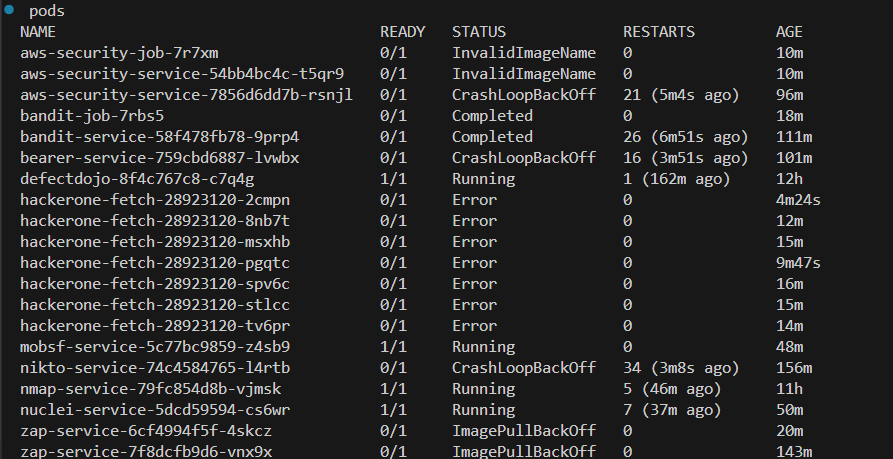 pods
NAME READY STATUS RESTARTS AGE
aws-security-job-7r7xm 0/1 InvalidImageName 0 10m
aws-security-service-54bb4bc4c-t5qr9 0/1 InvalidImageName 0 10m
aws-security-service-7856d6dd7b-rsnjl 0/1 CrashLoopBackOff 21 (5m4s ago) 96m
bandit-job-7rbs5 0/1 Completed 0 18m
bandit-service-58f478fb78-9prp4 0/1 Completed 26 (6m51s ago) 111m
bearer-service-759cbd6887-lvwbx 0/1 CrashLoopBackOff 16 (3m51s ago) 101m
defectdojo-8f4c767c8-c7q4g 1/1 Running 1 (162m ago) 12h
hackerone-fetch-28923120-2cmpn 0/1 Error 0 4m24s
hackerone-fetch-28923120-8nb7t 0/1 Error 0 12m
hackerone-fetch-28923120-msxhb 0/1 Error 0 15m
hackerone-fetch-28923120-pgqtc 0/1 Error 0 9m47s
hackerone-fetch-28923120-spv6c 0/1 Error 0 16m
hackerone-fetch-28923120-stlcc 0/1 Error 0 15m
hackerone-fetch-28923120-tv6pr 0/1 Error 0 14m
mobsf-service-5c77bc9859-z4sb9 1/1 Running 0 48m
nikto-service-74c4584765-l4rtb 0/1 CrashLoopBackOff 34 (3m8s ago) 156m
nmap-service-79fc854d8b-vjmsk 1/1 Running 5 (46m ago) 11h
nuclei-service-5dcd59594-cs6wr 1/1 Running 7 (37m ago) 50m
zap-service-6cf4994f5f-4skcz 0/1 ImagePullBackOff 0 20m
zap-service-7f8dcfb9d6-vnx9x 0/1 ImagePullBackOff 0 143m